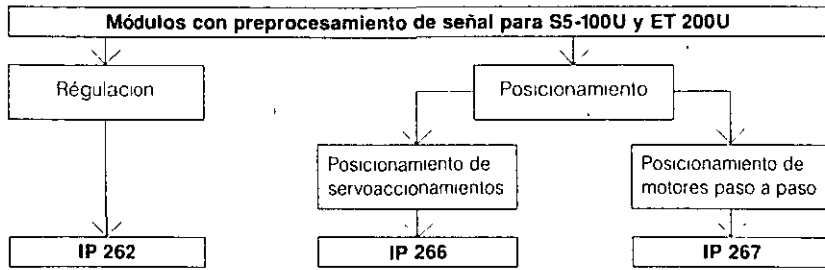 Módulos con preprocesamiento de señal para S5-100U y ET 200U
Régulacion
Posicionamiento
Posicionamiento de
servoaccionamientos
Posicionamiento de
motores paso a paso
IP 262
IP 266
IP 267